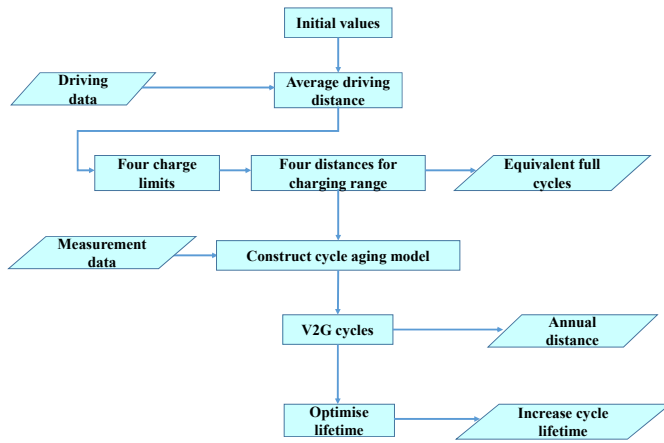 Initial values
Driving
data
Average driving
distance
Four charge
limits
Four distances for
charging range
Equivalent full
cycles
Measurement
data
Construct cycle aging model
V2G cycles
Annual
distance
Optimise
lifetime
Increase cycle
lifetime